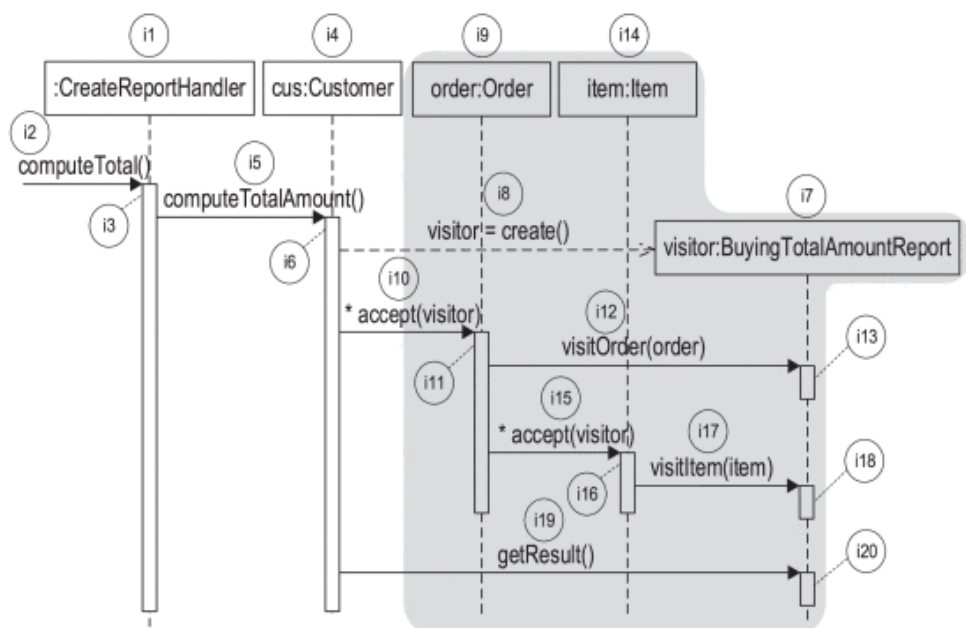 i1
i4
i9
i14
:CreateReportHandler
cus:Customer
order:Order
item:Item
i2
computeTotal()
i5
i3
computeTotalAmount()
i8
i7
i6
visitor = create()
visitor:BuyingTotalAmountReport
i10
* accept(visitor)
i12
i13
visitOrder(order)
i11
i15
* accept(visitor)
i17
visitItem(item)
i18
i16
i19
getResult()
i20